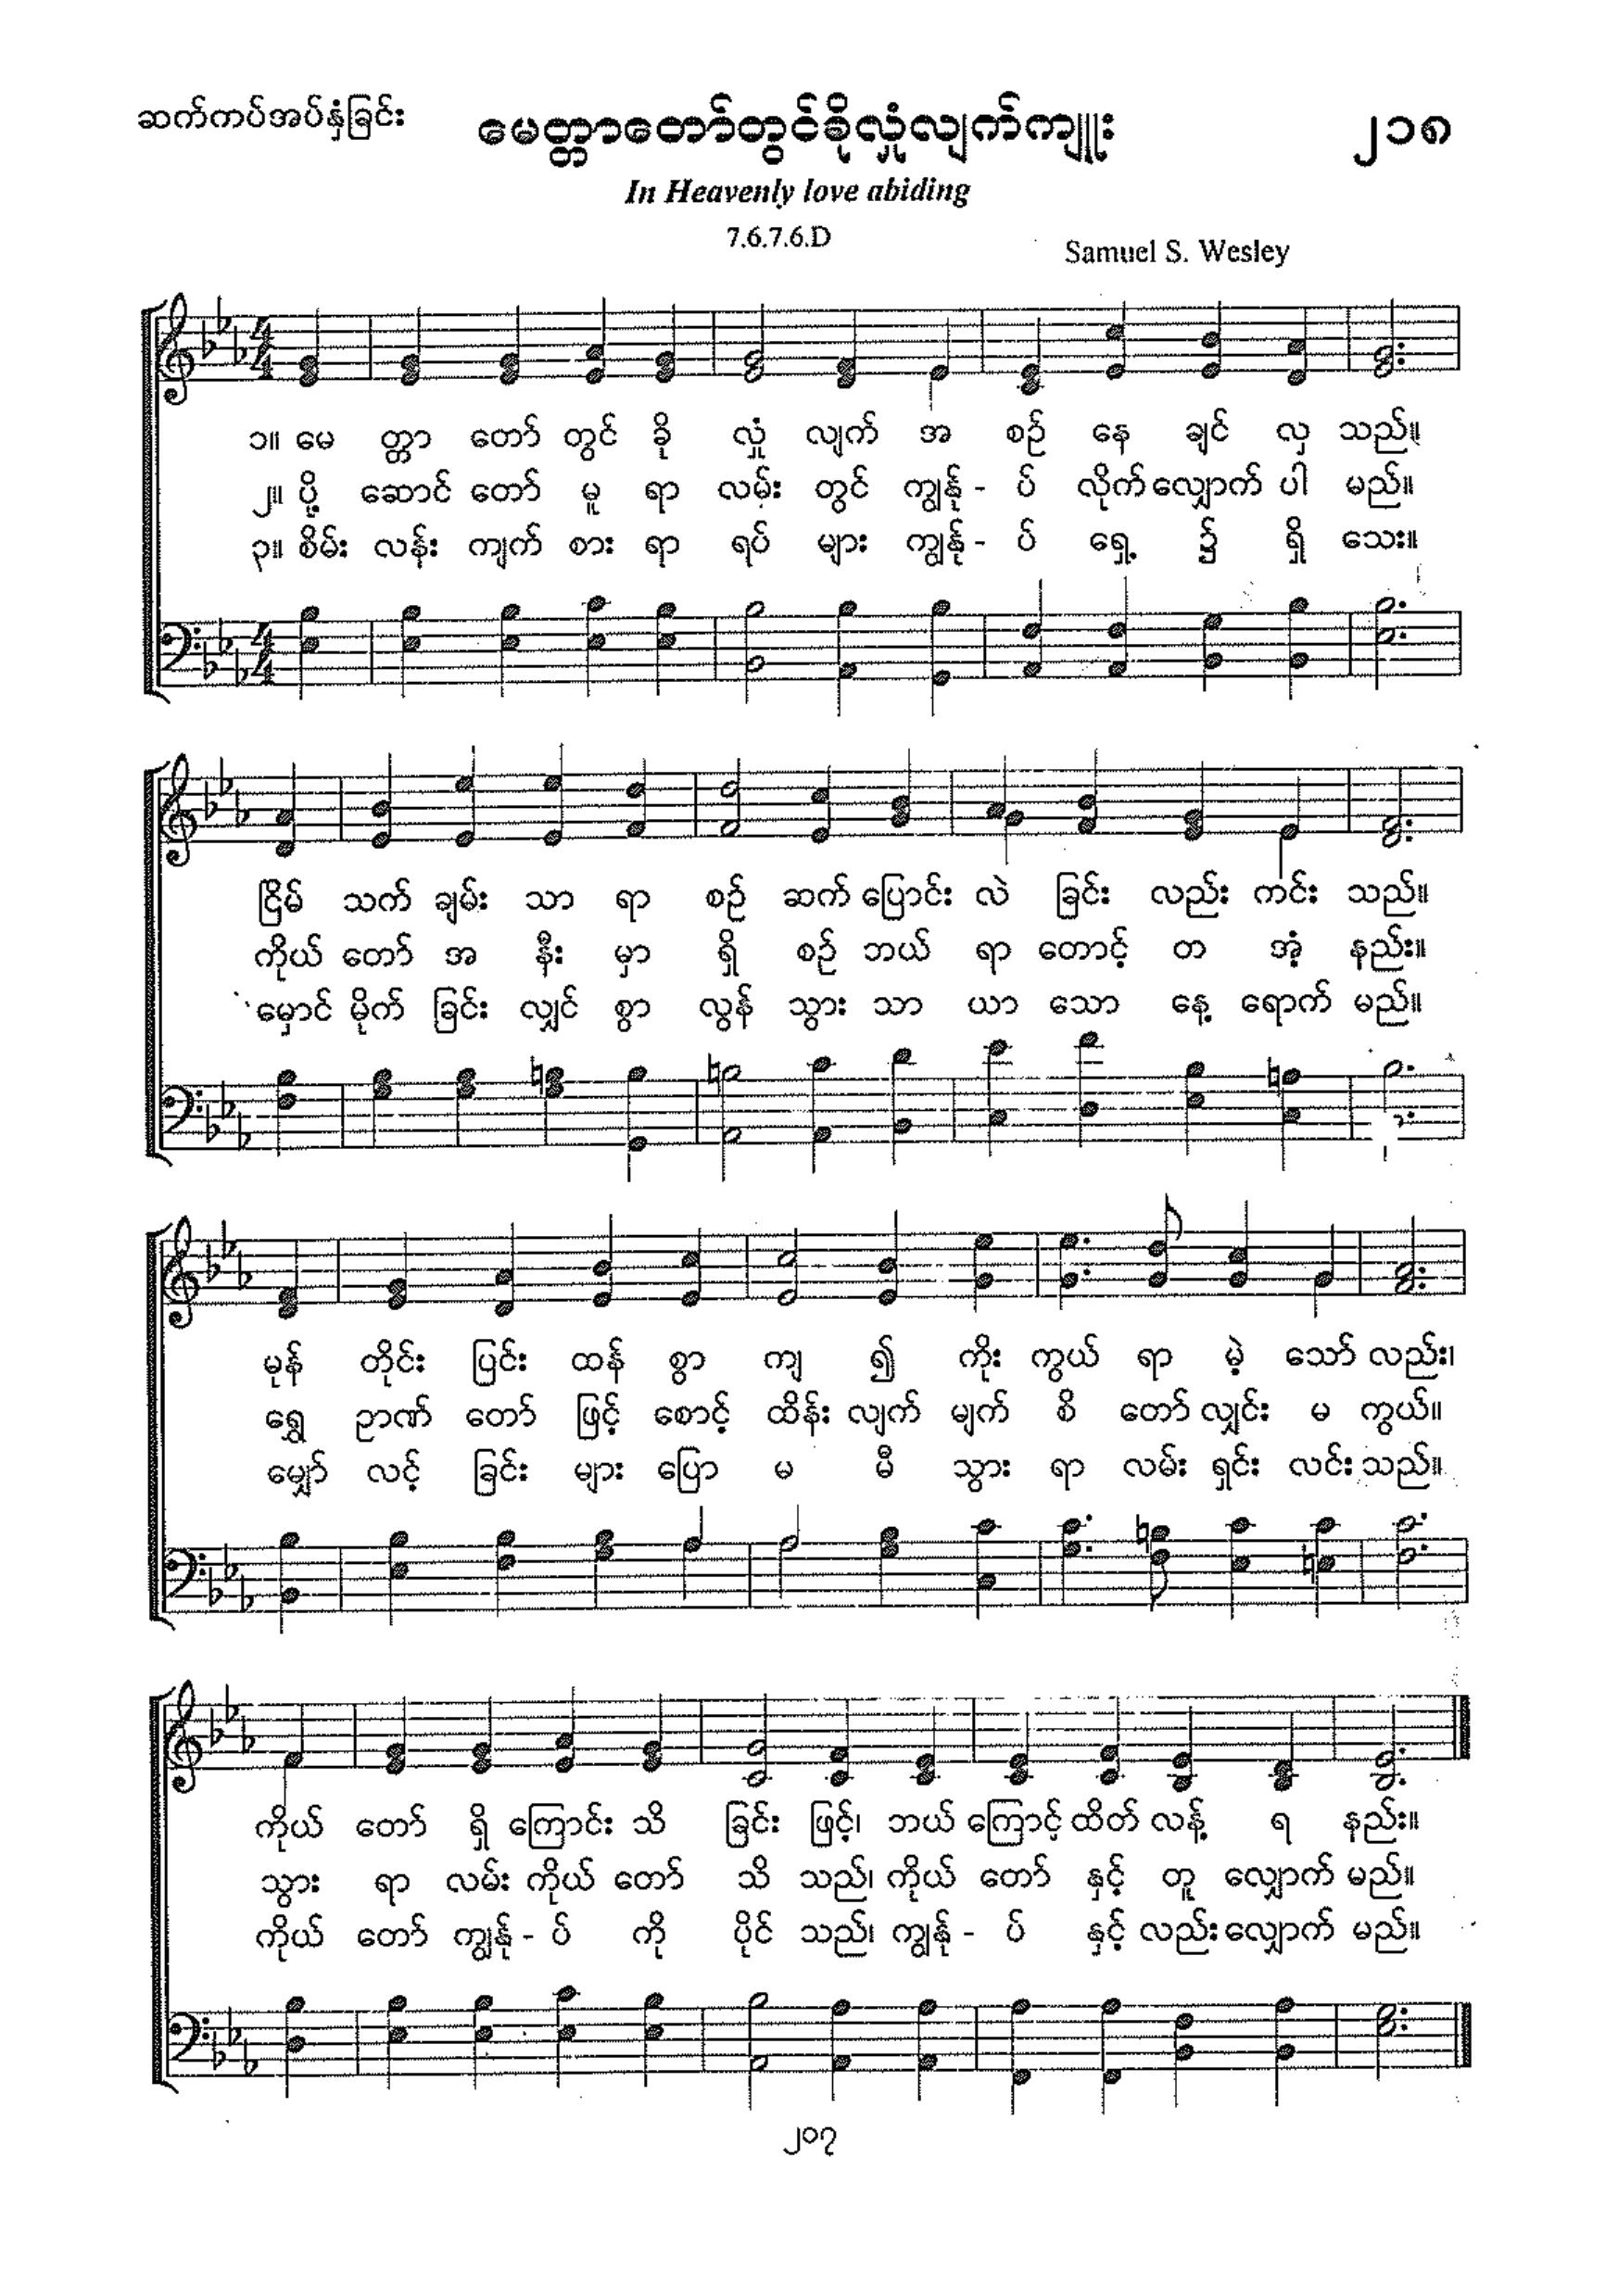 ဆက်ကပ်အပ်နှံခြင်း
မေတ္တာတော်တွင်ခိုလှုံလျက်ကျူး
၂၁၈
In Heavenly love abiding
7.6.7.6.D
Samuel S. Wesley
၁။ မေ တ္တာ တော် တွင် ခို လှုံ လျက် အ စဉ် နေ ချင် လှ သည်။
၂။ ပို့ ဆောင် တော် မူ ရာ လမ်း တွင် ကျွန်ုပ် - ပ် လိုက် လျှောက် ပါ မည်။
၃။ စိမ်း လန်း ကျက် စား ရာ ရပ် များ ကျွန်ု - ပ် ရှေ့ ၌ ရှိ သေး။
ငြိမ် သက် ချမ်း သာ ရာ စဉ် ဆက် ပြောင်း လဲ ခြင်း လည်း ကင်း သည်။
ကိုယ် တော် အ နီး မှာ ရှိ စဉ် ဘယ် ရာ တောင့် တ အံ့ နည်း။
မှောင် မိုက် ခြင်း လျှင် စွာ လွန် သွား သာ ယာ သော နေ့ ရောက် မည်။
မုန် တိုင်း ပြင်း ထန် စွာ ကျ ၍ ကိုး ကွယ် ရာ မဲ့ သော် လည်း၊
ရွှေ ဉာဏ် တော် ဖြင့် စောင့် ထိန်း လျက် မျက် စိ တော် လျှင်း မ ကွယ်။
မျှော် လင့် ခြင်း များ ပြော မ မီ သွား ရာ လမ်း ရှင်း လင်း သည်။
ကိုယ် တော် ရှိ ကြောင်း သိ ခြင်း ဖြင့်၊ ဘယ် ကြောင့် ထိတ် လန့် ရ နည်း။
သွား ရာ လမ်း ကိုယ် တော် သိ သည်၊ ကိုယ် တော် နှင့် တူ လျှောက် မည်။
ကိုယ် တော် ကျွန်ု - ပ် ကို ပိုင် သည်၊ ကျွန်ု - ပ် နှင့် လည်း လျှောက် မည်။
၂၀၇